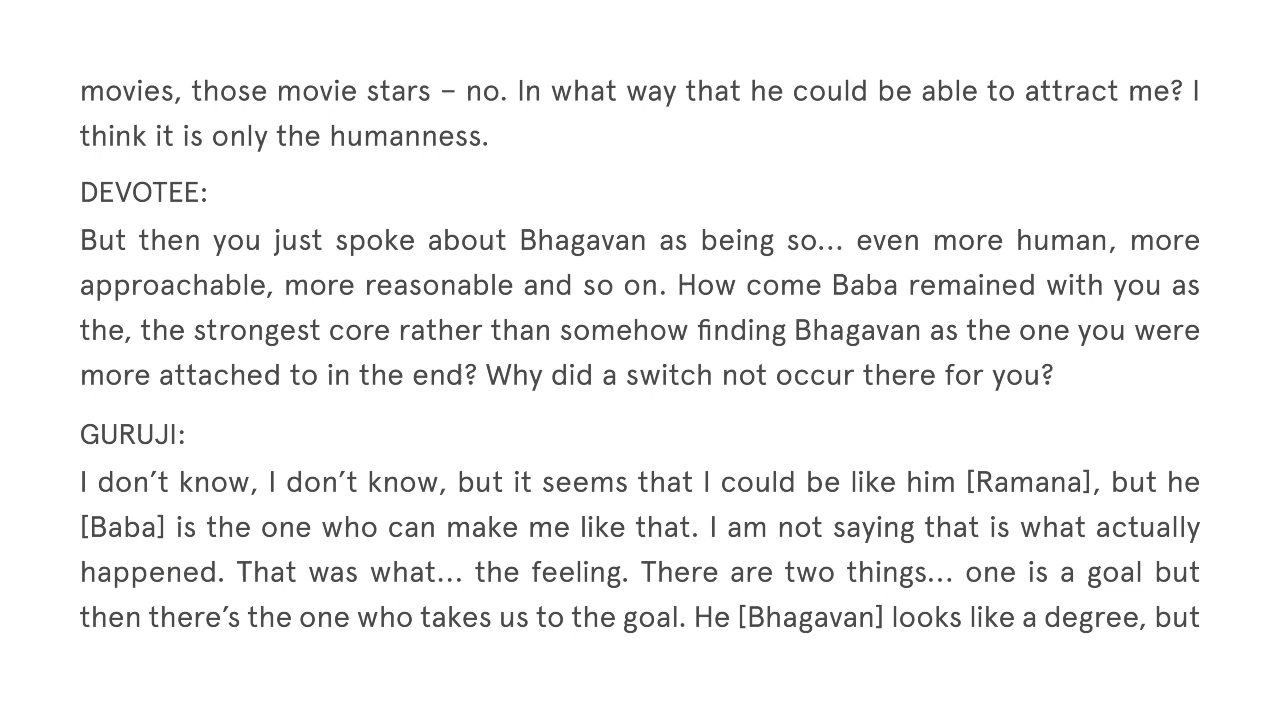 movies, those movie stars – no. In what way that he could be able to attract me? I
think it is only the humanness.
DEVOTEE:
But then you just spoke about Bhagavan as being so... even more human, more
approachable, more reasonable and so on. How come Baba remained with you as
the, the strongest core rather than somehow finding Bhagavan as the one you were
more attached to in the end? Why did a switch not occur there for you?
GURUJI:
I don’t know, I don’t know, but it seems that I could be like him [Ramana], but he
[Baba] is the one who can make me like that. I am not saying that is what actually
happened. That was what... the feeling. There are two things... one is a goal but
then there’s the one who takes us to the goal. He [Bhagavan] looks like a degree, but